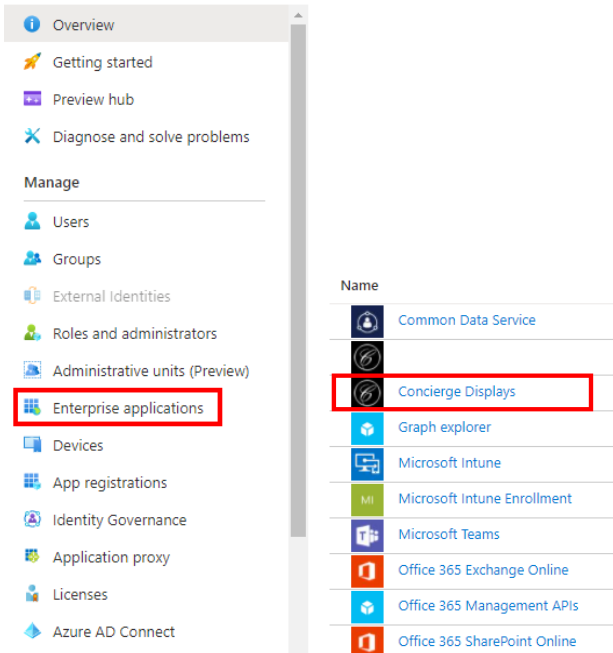 Overview
Getting started
Preview hub
Diagnose and solve problems
Manage
Users
Groups
External Identities
Roles and administrators
Administrative units (Preview)
Enterprise applications
Devices
App registrations
Identity Governance
Application proxy
Licenses
Azure AD Connect
Name
Common Data Service
Concierge Displays
Graph explorer
Microsoft Intune
MI Microsoft Intune Enrollment
Microsoft Teams
Office 365 Exchange Online
Office 365 Management APIs
Office 365 SharePoint Online